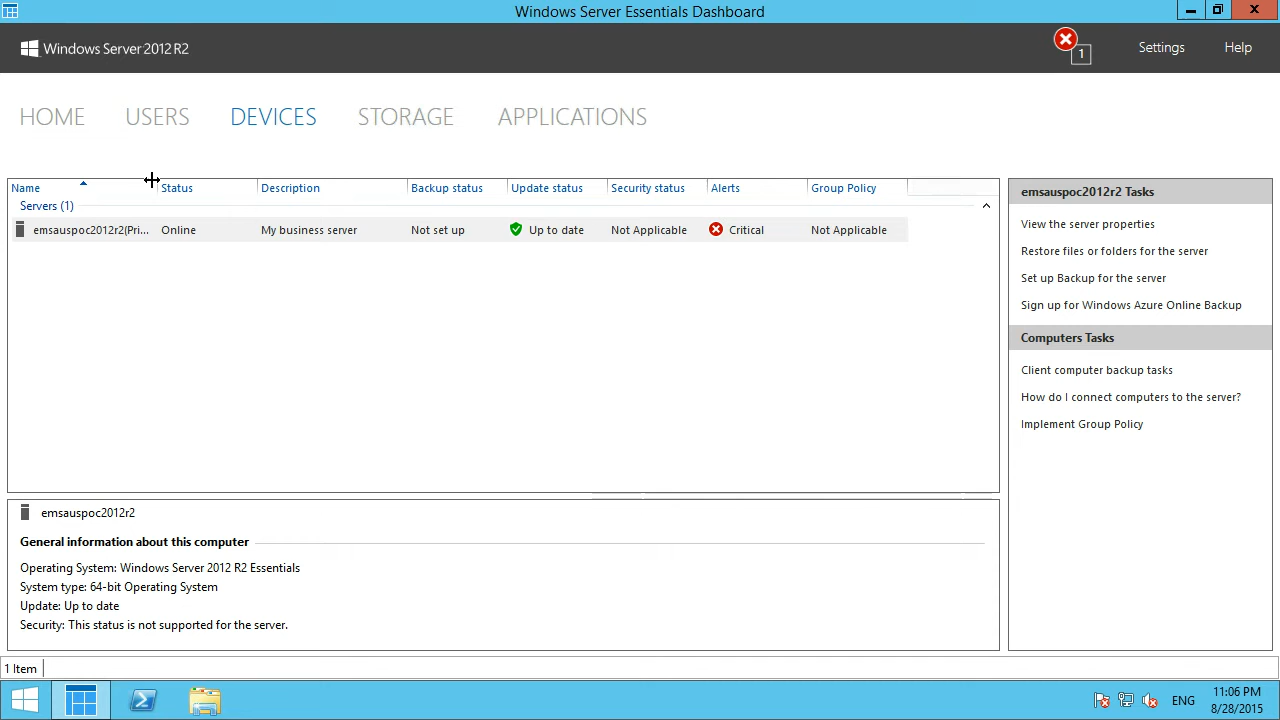 Windows Server Essentials Dashboard
Windows Server 2012 R2
1
Settings
Help
HOME
USERS
DEVICES
STORAGE
APPLICATIONS
Name
Status
Description
Backup status
Update status
Security status
Alerts
Group Policy
Servers (1)
emsauspoc2012r2(Pri...
Online
My business server
Not set up
Up to date
Not Applicable
Critical
Not Applicable
emsauspoc2012r2 Tasks
View the server properties
Restore files or folders for the server
Set up Backup for the server
Sign up for Windows Azure Online Backup
Computers Tasks
Client computer backup tasks
How do I connect computers to the server?
Implement Group Policy
emsauspoc2012r2
General information about this computer
Operating System: Windows Server 2012 R2 Essentials
System type: 64-bit Operating System
Update: Up to date
Security: This status is not supported for the server.
1 Item
ENG
11:06 PM
8/28/2015